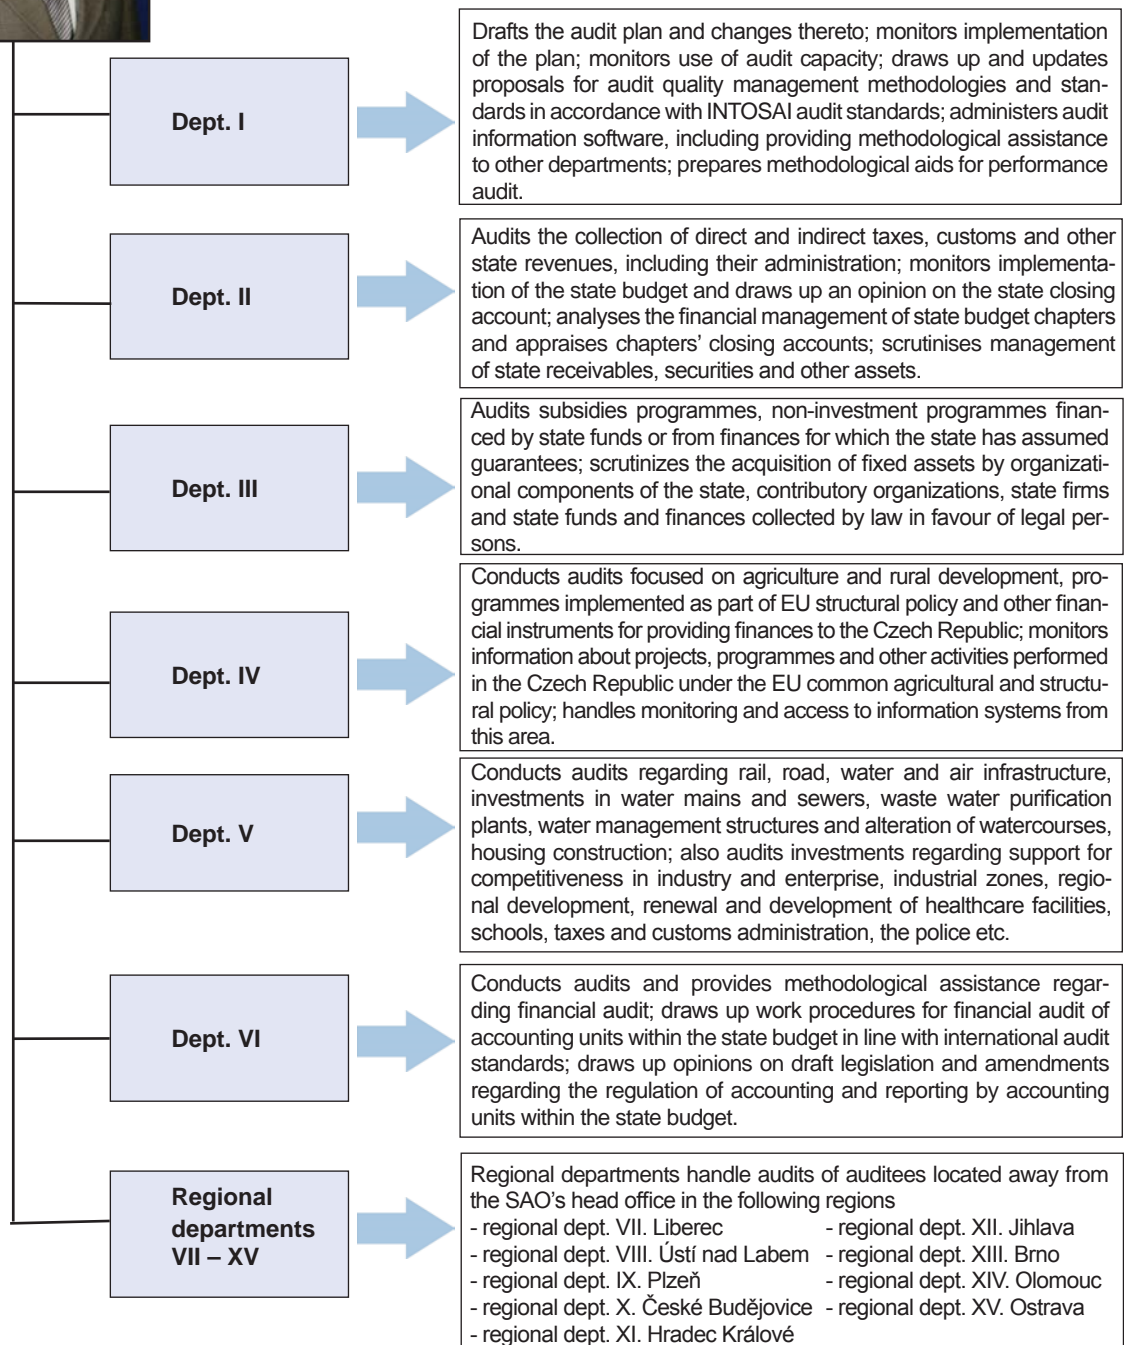 Drafts the audit plan and changes thereto; monitors implementation
of the plan; monitors use of audit capacity; draws up and updates
proposals for audit quality management methodologies and stan-
dards in accordance with INTOSAI audit standards; administers audit
information software, including providing methodological assistance
to other departments; prepares methodological aids for performance
audit.
Dept. I
Audits the collection of direct and indirect taxes, customs and other
state revenues, including their administration; monitors implementa-
tion of the state budget and draws up an opinion on the state closing
account; analyses the financial management of state budget chapters
and appraises chapters’ closing accounts; scrutinises management
of state receivables, securities and other assets.
Dept. II
Audits subsidies programmes, non-investment programmes finan-
ced by state funds or from finances for which the state has assumed
guarantees; scrutinizes the acquisition of fixed assets by organizati-
onal components of the state, contributory organizations, state firms
and state funds and finances collected by law in favour of legal per-
sons.
Dept. III
Conducts audits focused on agriculture and rural development, pro-
grammes implemented as part of EU structural policy and other finan-
cial instruments for providing finances to the Czech Republic; monitors
information about projects, programmes and other activities performed
in the Czech Republic under the EU common agricultural and structu-
ral policy; handles monitoring and access to information systems from
this area.
Dept. IV
Conducts audits regarding rail, road, water and air infrastructure,
investments in water mains and sewers, waste water purification
plants, water management structures and alteration of watercourses,
housing construction; also audits investments regarding support for
competitiveness in industry and enterprise, industrial zones, regio-
nal development, renewal and development of healthcare facilities,
schools, taxes and customs administration, the police etc.
Dept. V
Conducts audits and provides methodological assistance regar-
ding financial audit; draws up work procedures for financial audit of
accounting units within the state budget in line with international audit
standards; draws up opinions on draft legislation and amendments
regarding the regulation of accounting and reporting by accounting
units within the state budget.
Dept. VI
Regional
departments
VII – XV
Regional departments handle audits of auditees located away from
the SAO’s head office in the following regions
- regional dept. VII. Liberec
- regional dept. VIII. Ústí nad Labem
- regional dept. IX. Plzeň
- regional dept. X. České Budějovice
- regional dept. XI. Hradec Králové
- regional dept. XII. Jihlava
- regional dept. XIII. Brno
- regional dept. XIV. Olomouc
- regional dept. XV. Ostrava